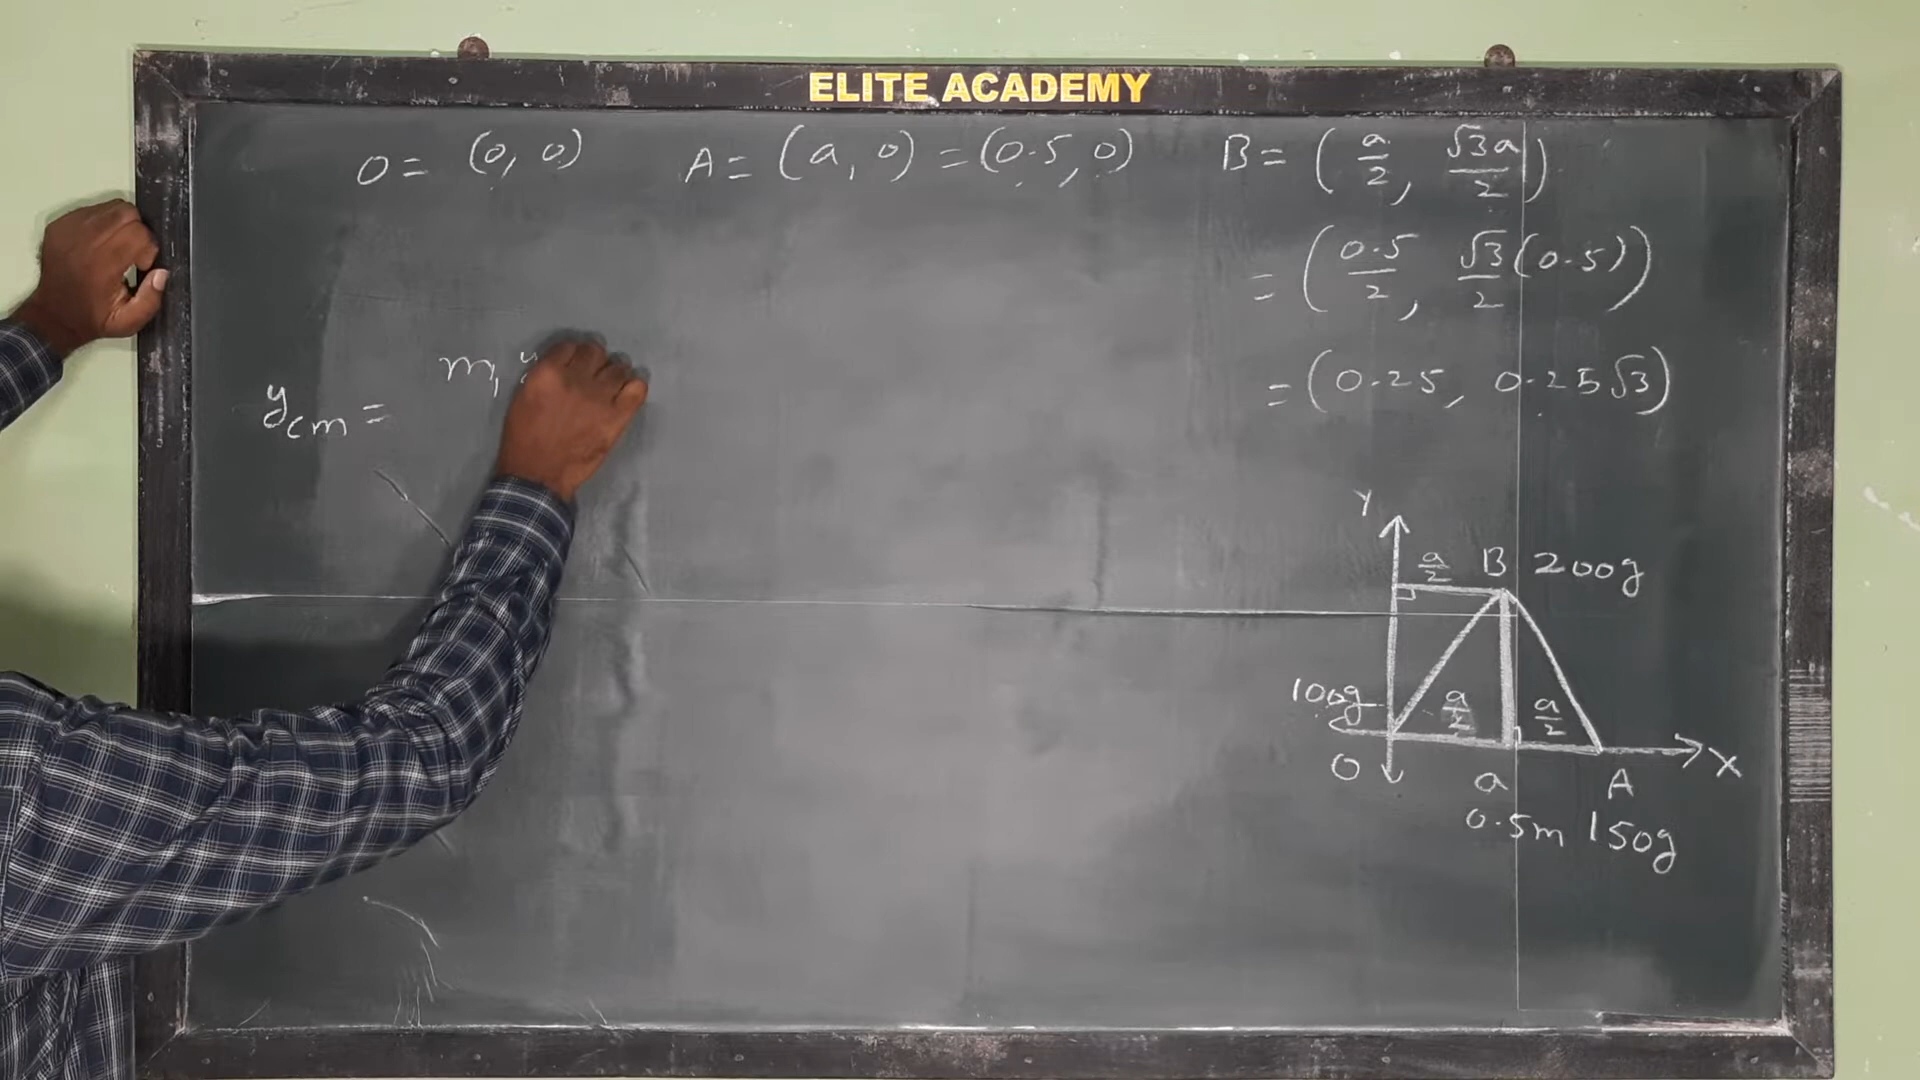 ELITE ACADEMY
O = (0, 0) A = (a, 0) = (0.5, 0) B = (a/2, √3a/2)
= (0.5/2, √3/2(0.5))
= (0.25, 0.25√3)
y_cm = m₁ y
Y
a/2 B 200g
100g a/2 a/2
O a A X
0.5m 150g